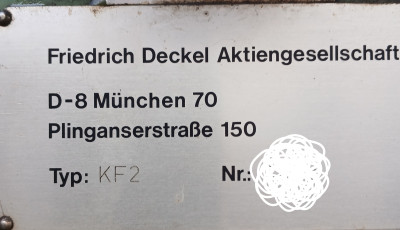 Friedrich Deckel Aktiengesellschaft
D-8 München 70
Plinganserstraße 150
Typ: KF2 Nr.: